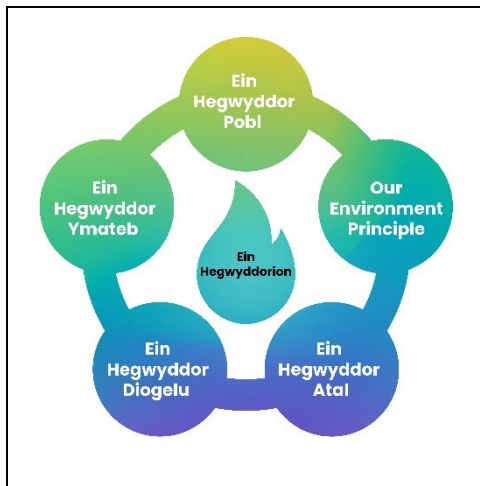 Ein
Hegwyddor
Pobl
Ein
Hegwyddor
Ymateb
Our
Environment
Principle
Ein
Hegwyddorion
Ein
Hegwyddor
Diogelu
Ein
Hegwyddor
Atal